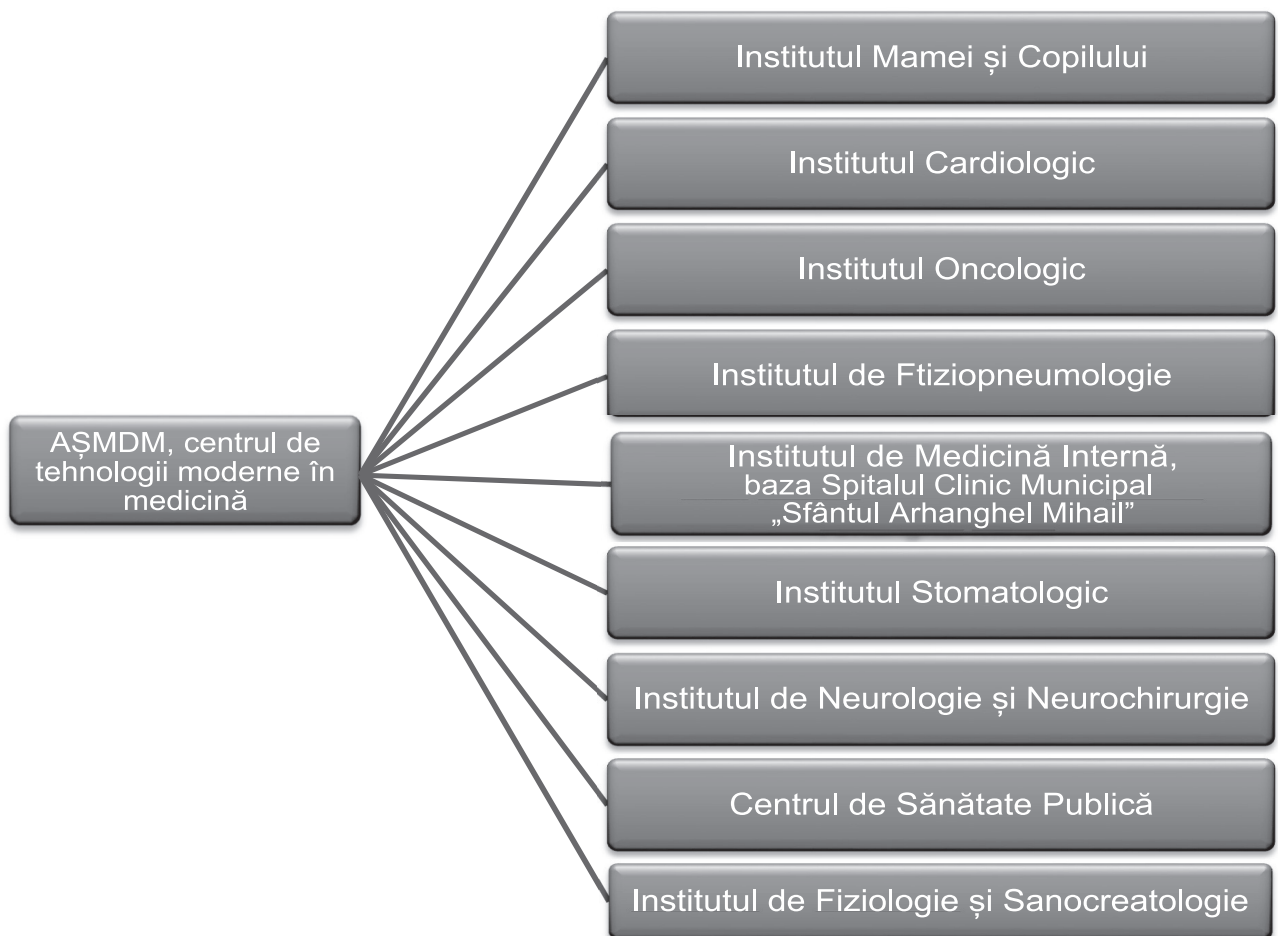 Institutul Mamei și Copilului
Institutul Cardiologic
Institutul Oncologic
Institutul de Ftiziopneumologie
AȘMDM, centrul de
tehnologii moderne în
medicină
Institutul de Medicină Internă,
baza Spitalul Clinic Municipal
„Sfântul Arhanghel Mihail”
Institutul Stomatologic
Institutul de Neurologie și Neurochirurgie
Centrul de Sănătate Publică
Institutul de Fiziologie și Sanocreatologie